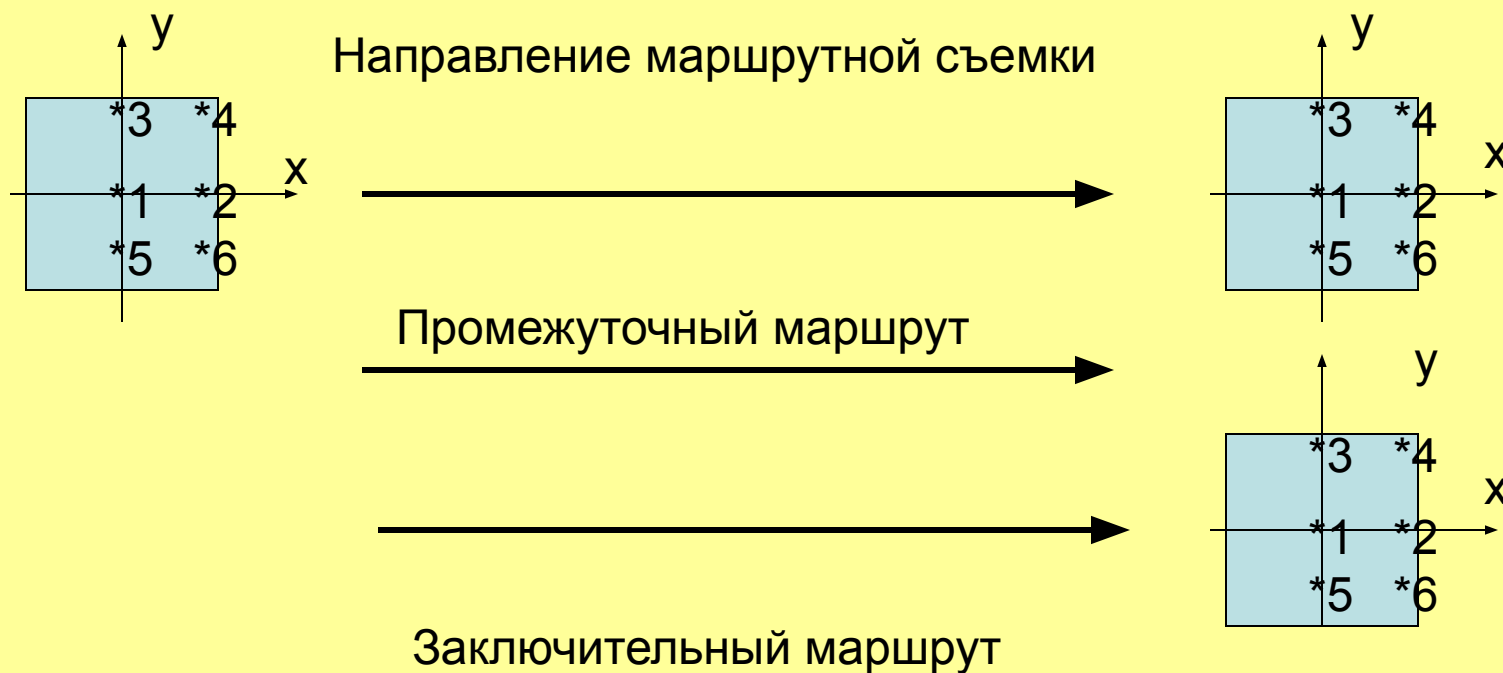 y
Направление маршрутной съемки
y
*3 *4
*3 *4
x
x
*1 *2
*1 *2
*5 *6
*5 *6
Промежуточный маршрут
y
*3 *4
x
*1 *2
*5 *6
Заключительный маршрут